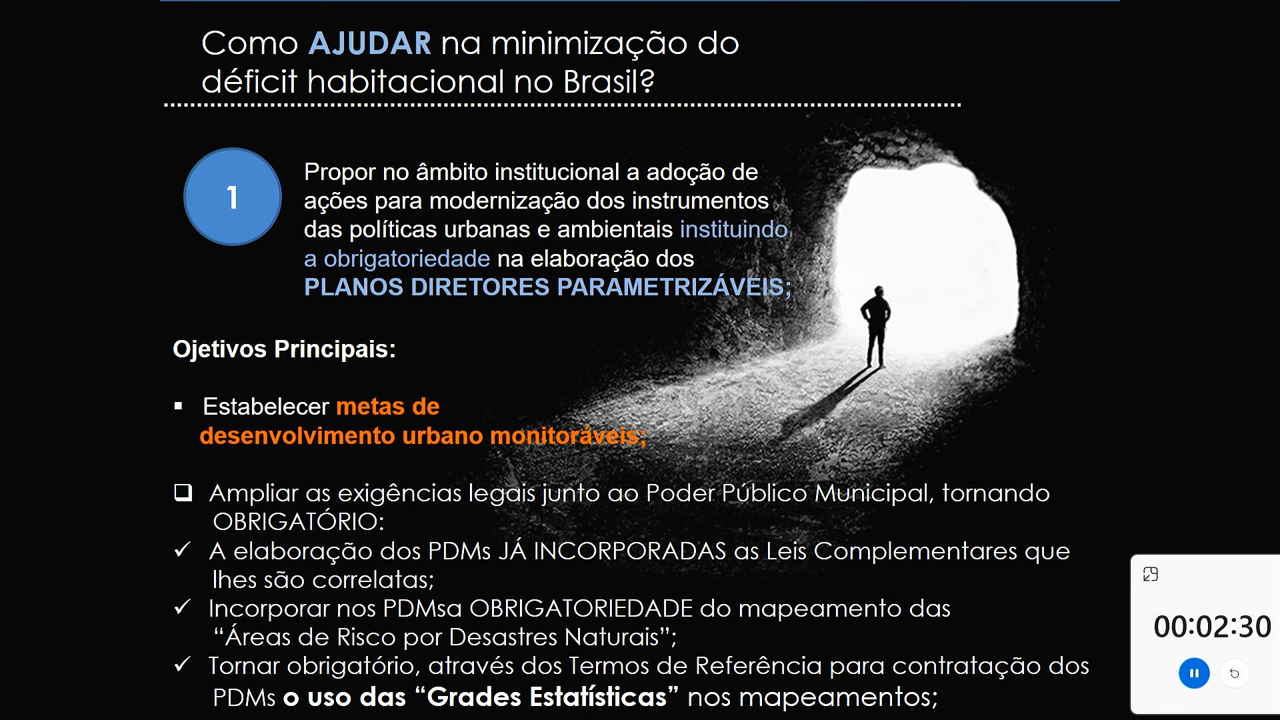 Como AJUDAR na minimização do
déficit habitacional no Brasil?
1
Propor no âmbito institucional a adoção de
ações para modernização dos instrumentos
das políticas urbanas e ambientais instituindo
a obrigatoriedade na elaboração dos
PLANOS DIRETORES PARAMETRIZÁVEIS;
Ojetivos Principais:
▪ Estabelecer metas de
desenvolvimento urbano monitoráveis;
❑ Ampliar as exigências legais junto ao Poder Público Municipal, tornando
OBRIGATÓRIO:
✓ A elaboração dos PDMs JÁ INCORPORADAS as Leis Complementares que
lhes são correlatas;
✓ Incorporar nos PDMsa OBRIGATORIEDADE do mapeamento das
“Áreas de Risco por Desastres Naturais”;
✓ Tornar obrigatório, através dos Termos de Referência para contratação dos
PDMs o uso das “Grades Estatísticas” nos mapeamentos;
00:02:30